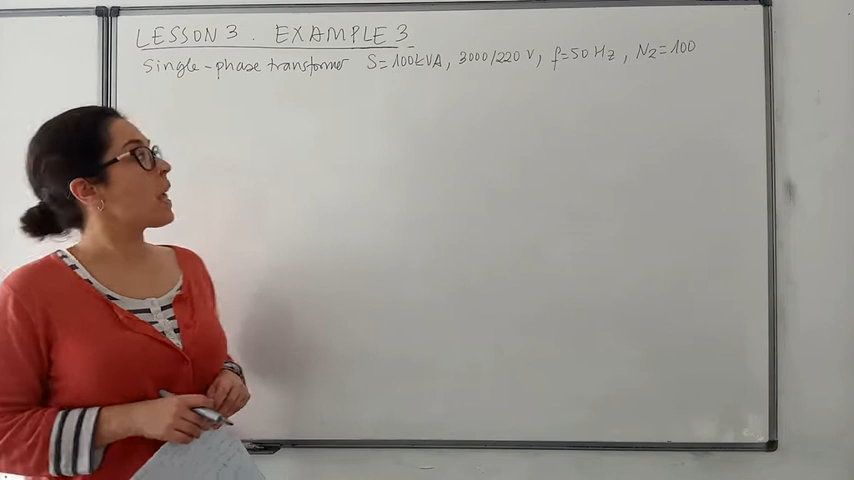 LESSON 3. EXAMPLE 3
Single-phase transformer S=100kVA, 3000/220 V, f=50 Hz, N2=100